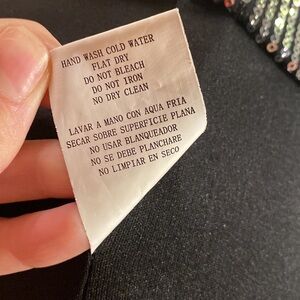 HAND WASH COLD WATER
FLAT DRY
DO NOT BLEACH
DO NOT IRON
NO DRY CLEAN
LAVAR A MANO CON AQUA FRIA
SECAR SOBRE SUPERFICIE PLANA
NO USAR BLANQUEADOR
NO SE DEBE PLANCHARE
NO LIMPIAR EN SECO